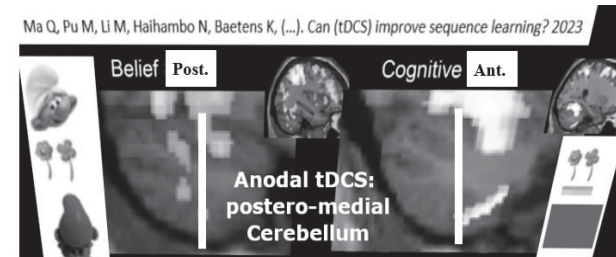 Ma Q, Pu M, Li M, Haihambo N, Baetens K, (...). Can (tDCS) improve sequence learning? 2023
Belief Post.
Cognitive Ant.
Anodal tDCS:
postero-medial
Cerebellum